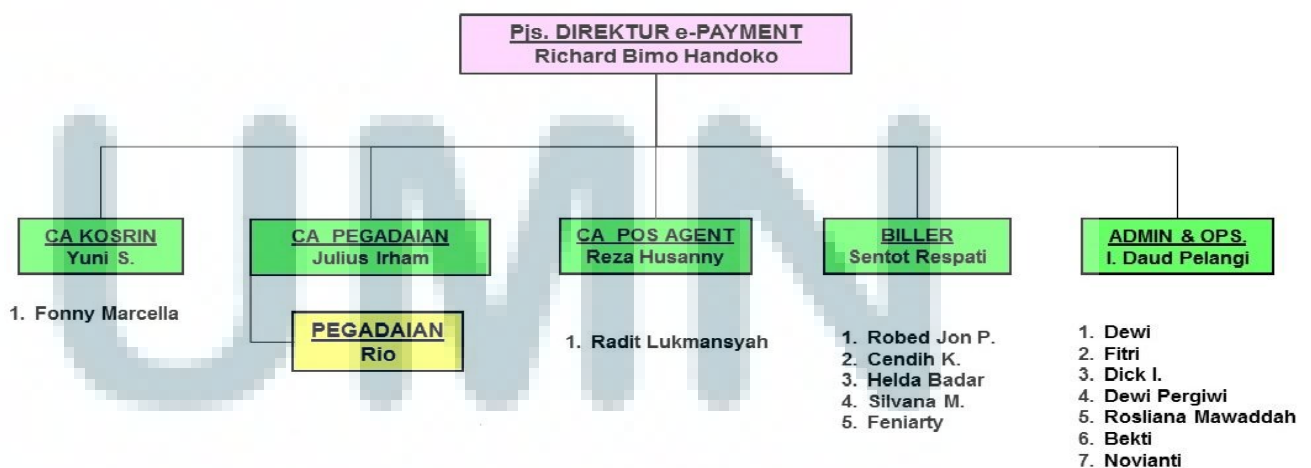 Pjs. DIREKTUR e-PAYMENT
Richard Bimo Handoko
CA KOSRIN
Yuni S.
1. Fonny Marcella
CA PEGADAIAN
Julius Irham
PEGADAIAN
Rio
CA POS AGENT
Reza Husanny
1. Radit Lukmansyah
BILLER
Sentot Respati
1. Robed Jon P.
2. Cendih K.
3. Helda Badar
4. Silvana M.
5. Feniarty
ADMIN & OPS.
I. Daud Pelangi
1. Dewi
2. Fitri
3. Dick I.
4. Dewi Pergiwi
5. Rosliana Mawaddah
6. Bekti
7. Novianti
UMN